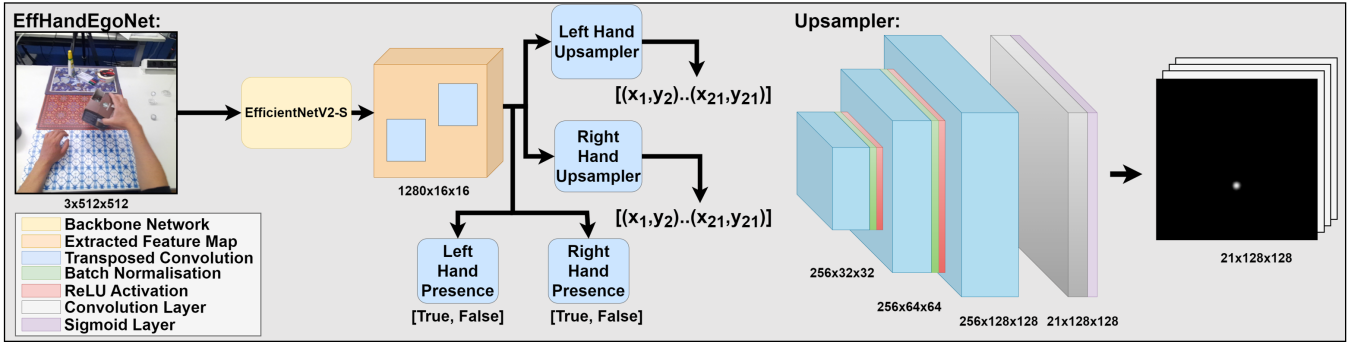 EffHandEgoNet:
3x512x512
EfficientNetV2-S
1280x16x16
Left Hand
Upsampler
[(x1,y2)..(x21,y21)]
Right
Hand
Upsampler
[(x1,y2)..(x21,y21)]
Left
Hand
Presence
[True, False]
Right
Hand
Presence
[True, False]
Backbone Network
Extracted Feature Map
Transposed Convolution
Batch Normalisation
ReLU Activation
Convolution Layer
Sigmoid Layer
Upsampler:
256x32x32
256x64x64
256x128x128
21x128x128
21x128x128